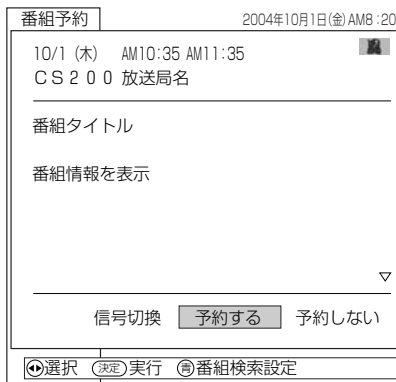 番組予約 2004年10月1日(金)AM8:20
10/1 (木) AM10:35 AM11:35
CS200 放送局名
番組タイトル
番組情報を表示
信号切換 予約する 予約しない
選択 決定 実行 青 番組検索設定